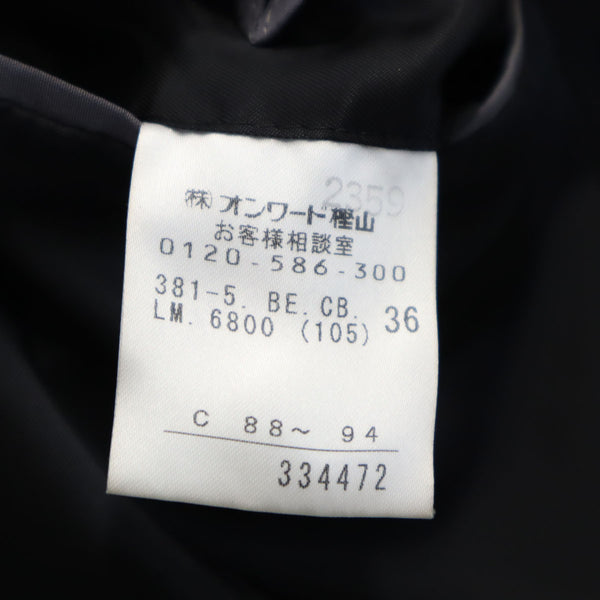 2359
㈱オンワード樫山
お客様相談室
0120-586-300
381-5. BE.CB. 36
LM. 6800 (105)
C 88~ 94
334472